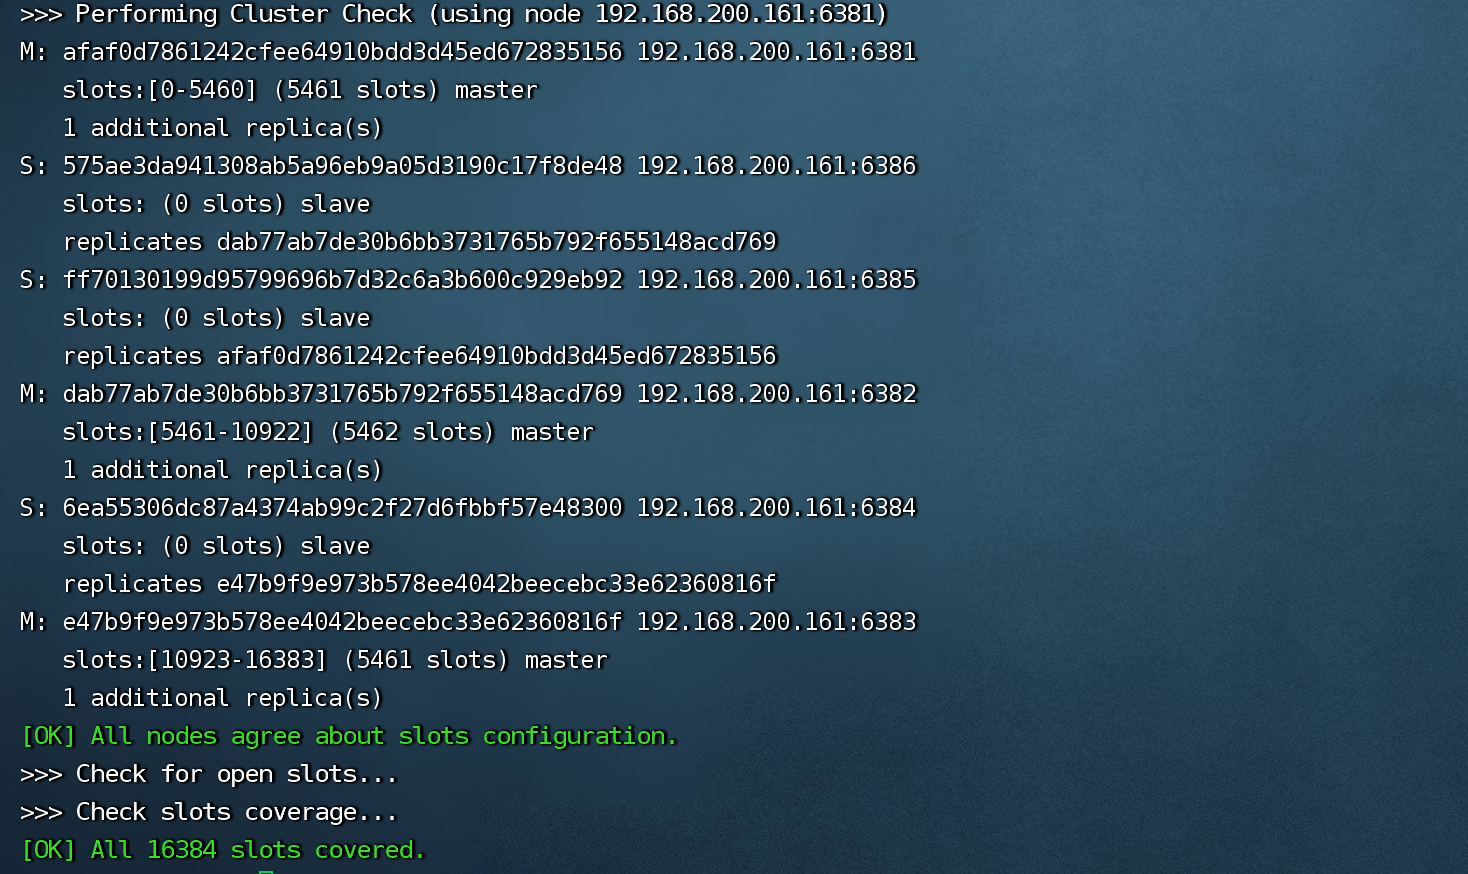 >>> Performing Cluster Check (using node 192.168.200.161:6381)
M: afaf0d7861242cfee64910bdd3d45ed672835156 192.168.200.161:6381
   slots:[0-5460] (5461 slots) master
   1 additional replica(s)
S: 575ae3da941308ab5a96eb9a05d3190c17f8de48 192.168.200.161:6386
   slots: (0 slots) slave
   replicates dab77ab7de30b6bb3731765b792f655148acd769
S: ff70130199d95799696b7d32c6a3b600c929eb92 192.168.200.161:6385
   slots: (0 slots) slave
   replicates afaf0d7861242cfee64910bdd3d45ed672835156
M: dab77ab7de30b6bb3731765b792f655148acd769 192.168.200.161:6382
   slots:[5461-10922] (5462 slots) master
   1 additional replica(s)
S: 6ea55306dc87a4374ab99c2f27d6fbbf57e48300 192.168.200.161:6384
   slots: (0 slots) slave
   replicates e47b9f9e973b578ee4042beecebc33e62360816f
M: e47b9f9e973b578ee4042beecebc33e62360816f 192.168.200.161:6383
   slots:[10923-16383] (5461 slots) master
   1 additional replica(s)
[OK] All nodes agree about slots configuration.
>>> Check for open slots...
>>> Check slots coverage...
[OK] All 16384 slots covered.